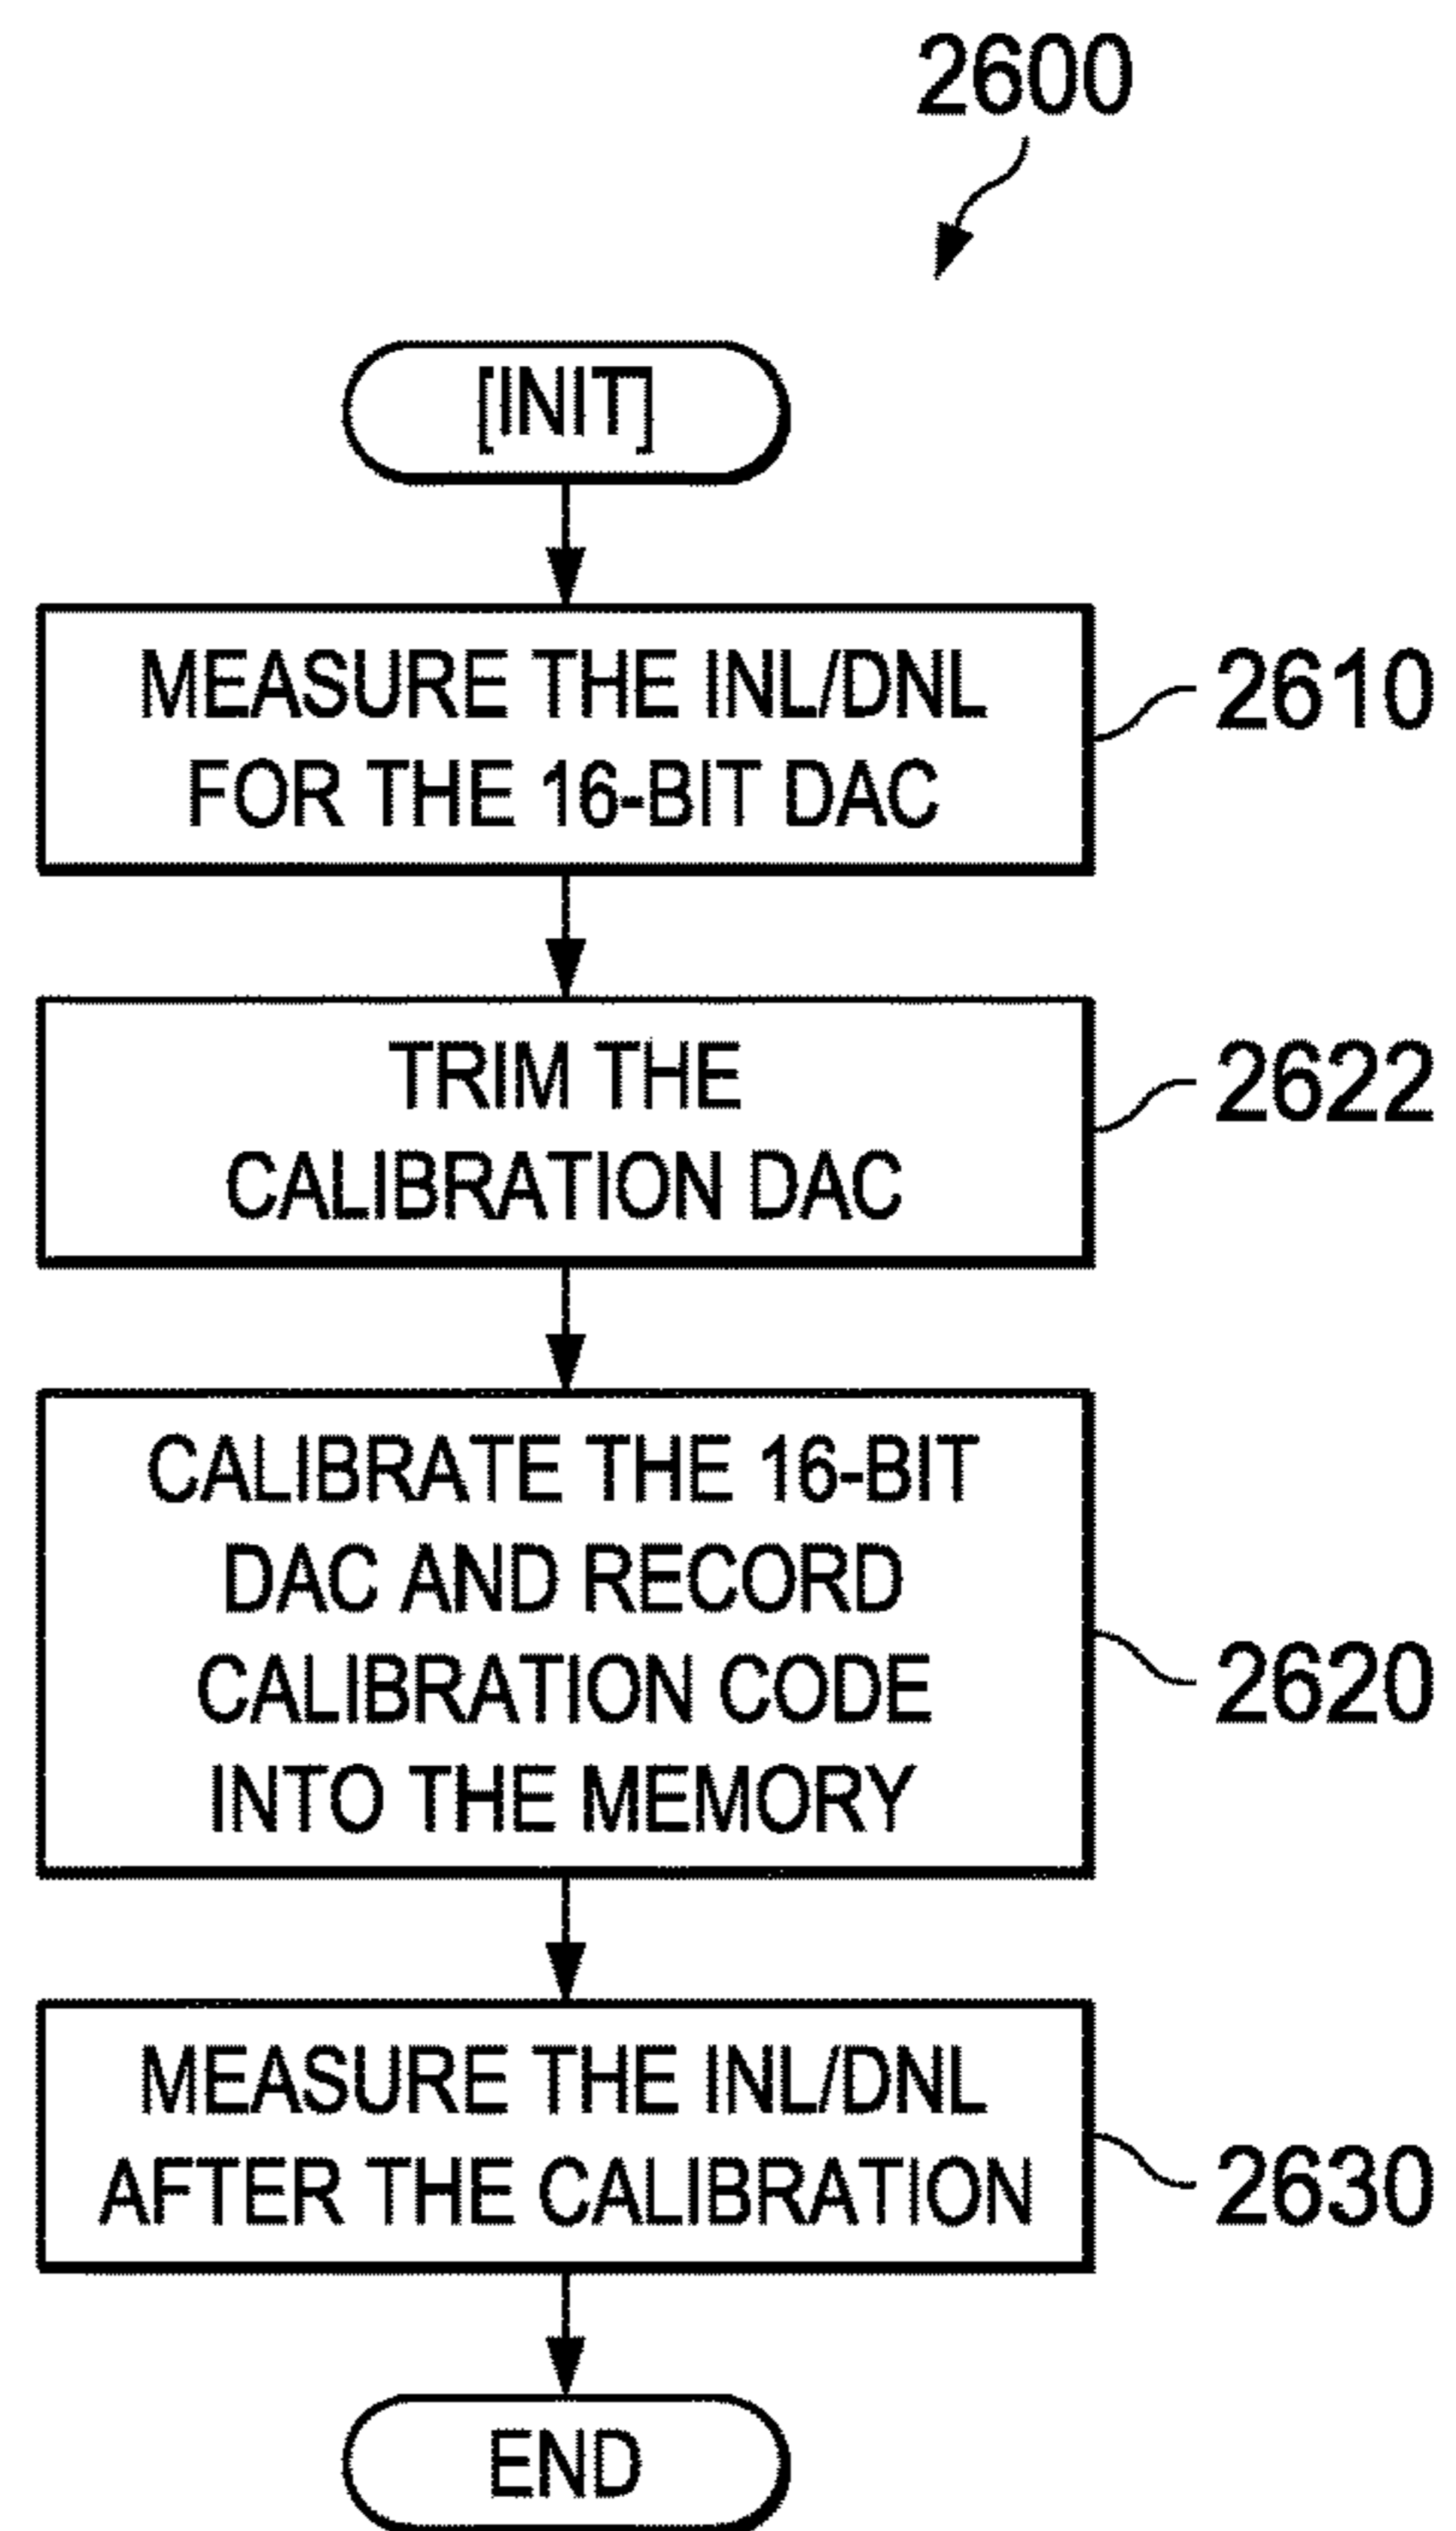 2600
[INIT]
MEASURE THE INL/DNL
FOR THE 16-BIT DAC
2610
TRIM THE
CALIBRATION DAC
2622
CALIBRATE THE 16-BIT
DAC AND RECORD
CALIBRATION CODE
INTO THE MEMORY
2620
MEASURE THE INL/DNL
AFTER THE CALIBRATION
2630
END